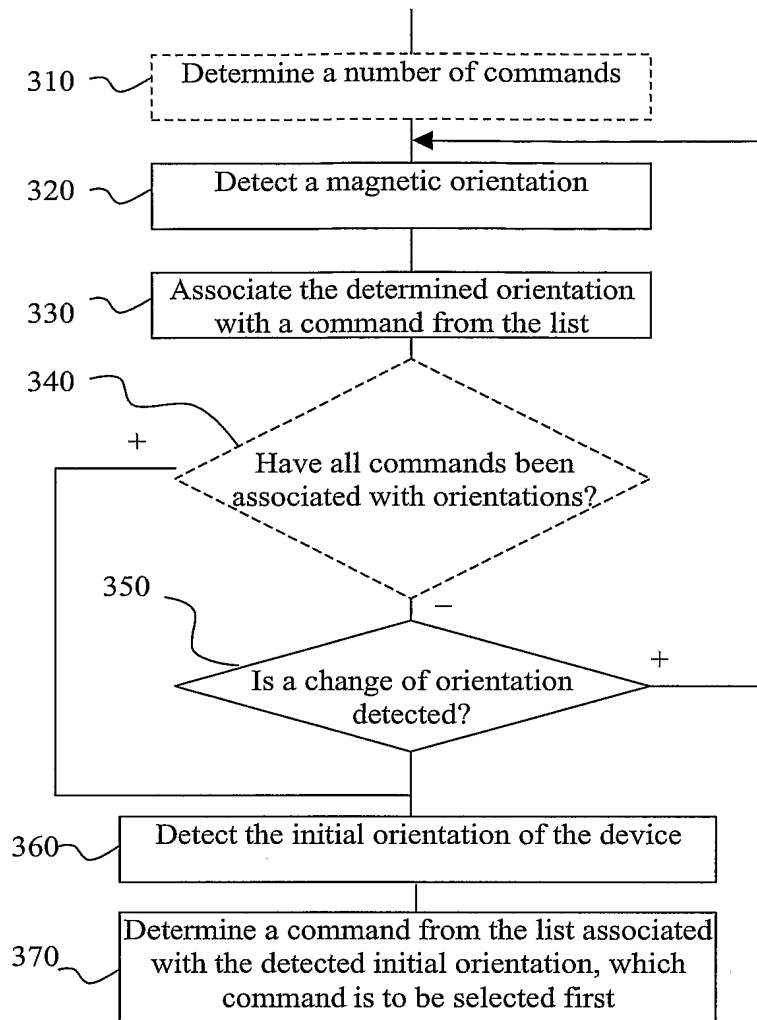 310
Determine a number of commands
320
Detect a magnetic orientation
330
Associate the determined orientation
with a command from the list
340
+
Have all commands been
associated with orientations?
350
−
+
Is a change of orientation
detected?
360
Detect the initial orientation of the device
370
Determine a command from the list associated
with the detected initial orientation, which
command is to be selected first